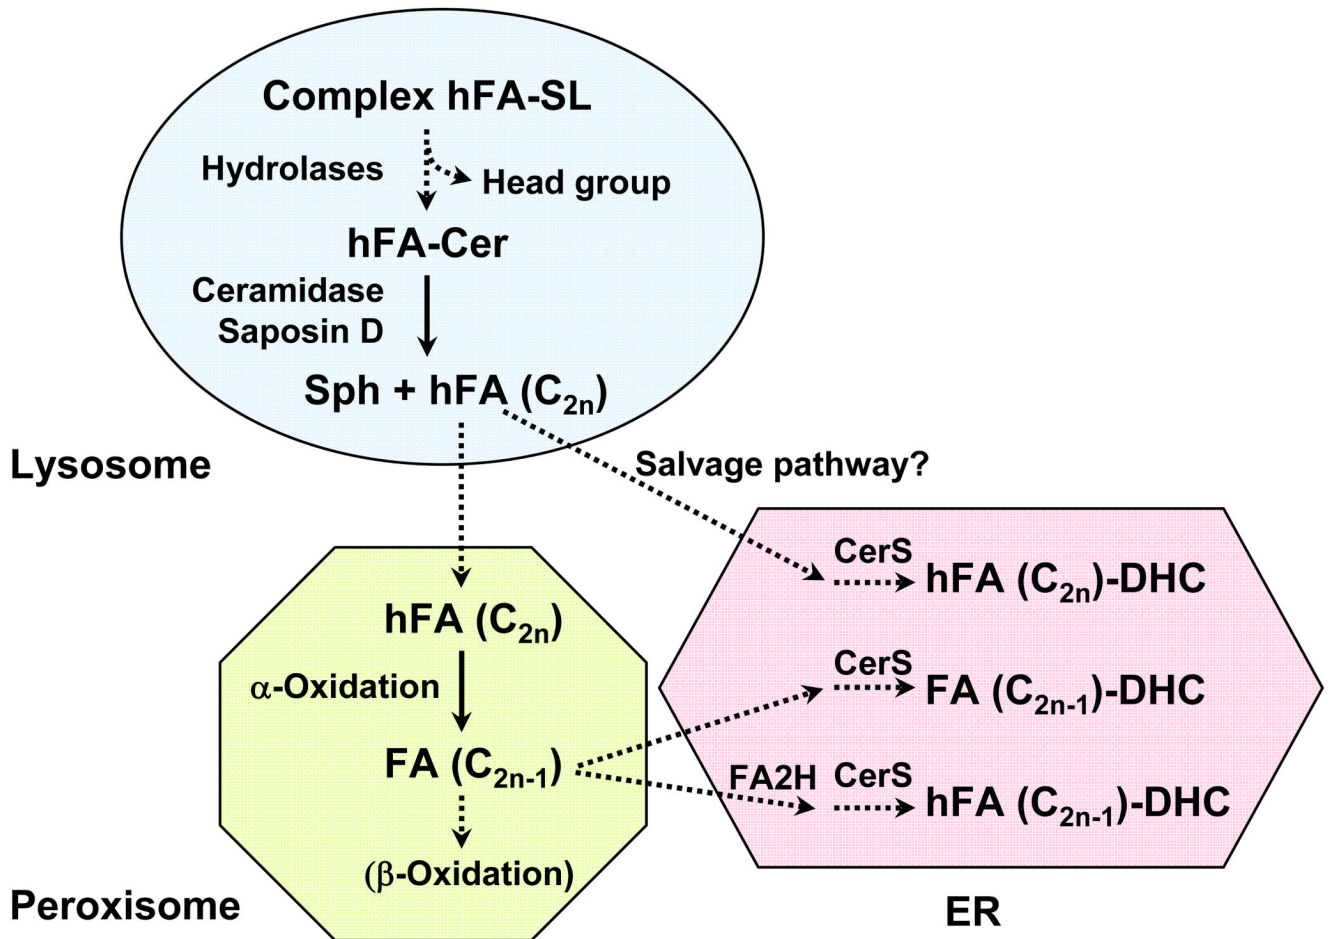 Complex hFA-SL
Hydrolases
Head group
hFA-Cer
Ceramidase
Saposin D
Sph + hFA (C2n)
Lysosome
Salvage pathway?
CerS
hFA (C2n)-DHC
hFA (C2n)
CerS
α-Oxidation
FA (C2n-1)-DHC
FA (C2n-1)
FA2H
CerS
hFA (C2n-1)-DHC
(β-Oxidation)
Peroxisome
ER